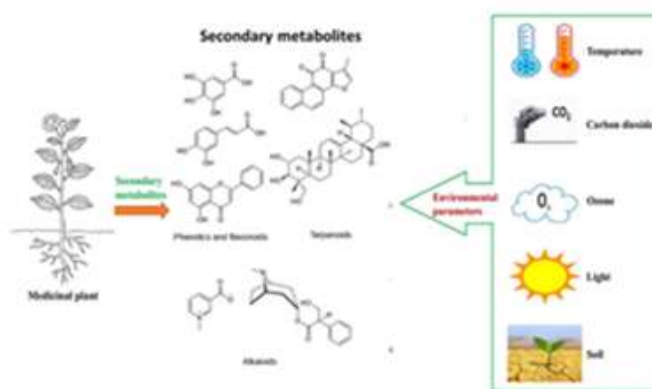 Secondary metabolites
Secondary
metabolites
Medicinal plant
Phenolics and flavonoids
Terpenoids
Alkaloids
Environmental
parameters
Temperature
CO2
Carbon dioxide
O3
Ozone
Light
Soil